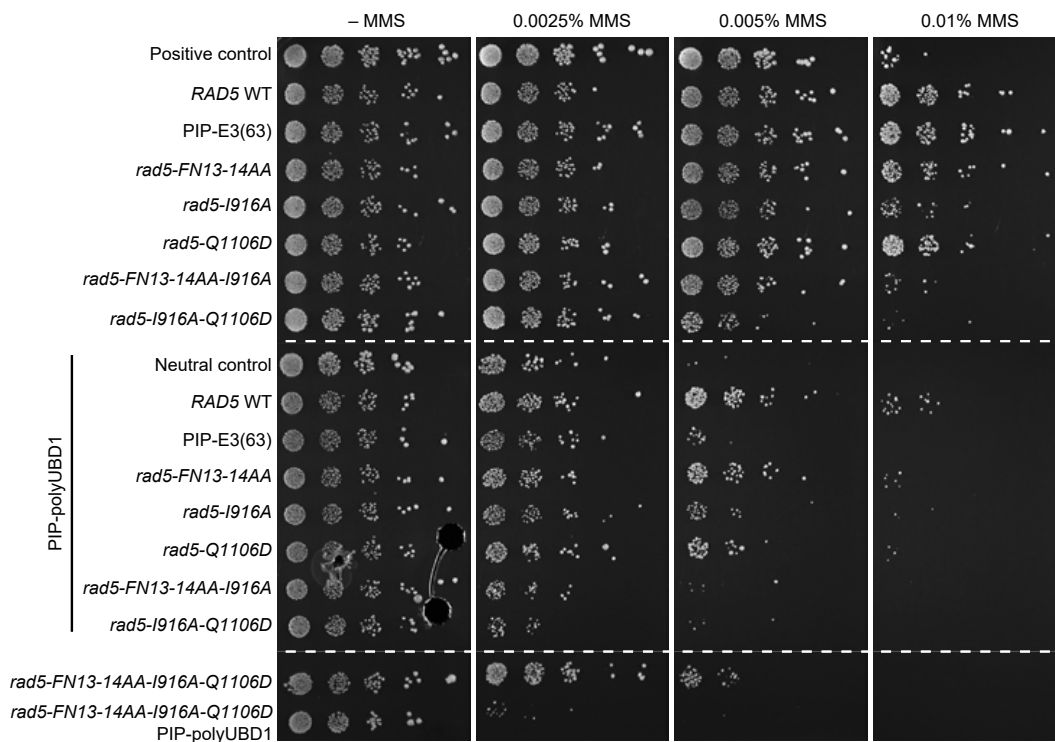 – MMS 0.0025% MMS 0.005% MMS 0.01% MMS
Positive control
RAD5 WT
PIP-E3(63)
rad5-FN13-14AA
rad5-I916A
rad5-Q1106D
rad5-FN13-14AA-I916A
rad5-I916A-Q1106D
PIP-polyUBD1
Neutral control
RAD5 WT
PIP-E3(63)
rad5-FN13-14AA
rad5-I916A
rad5-Q1106D
rad5-FN13-14AA-I916A
rad5-I916A-Q1106D
rad5-FN13-14AA-I916A-Q1106D
rad5-FN13-14AA-I916A-Q1106D
PIP-polyUBD1